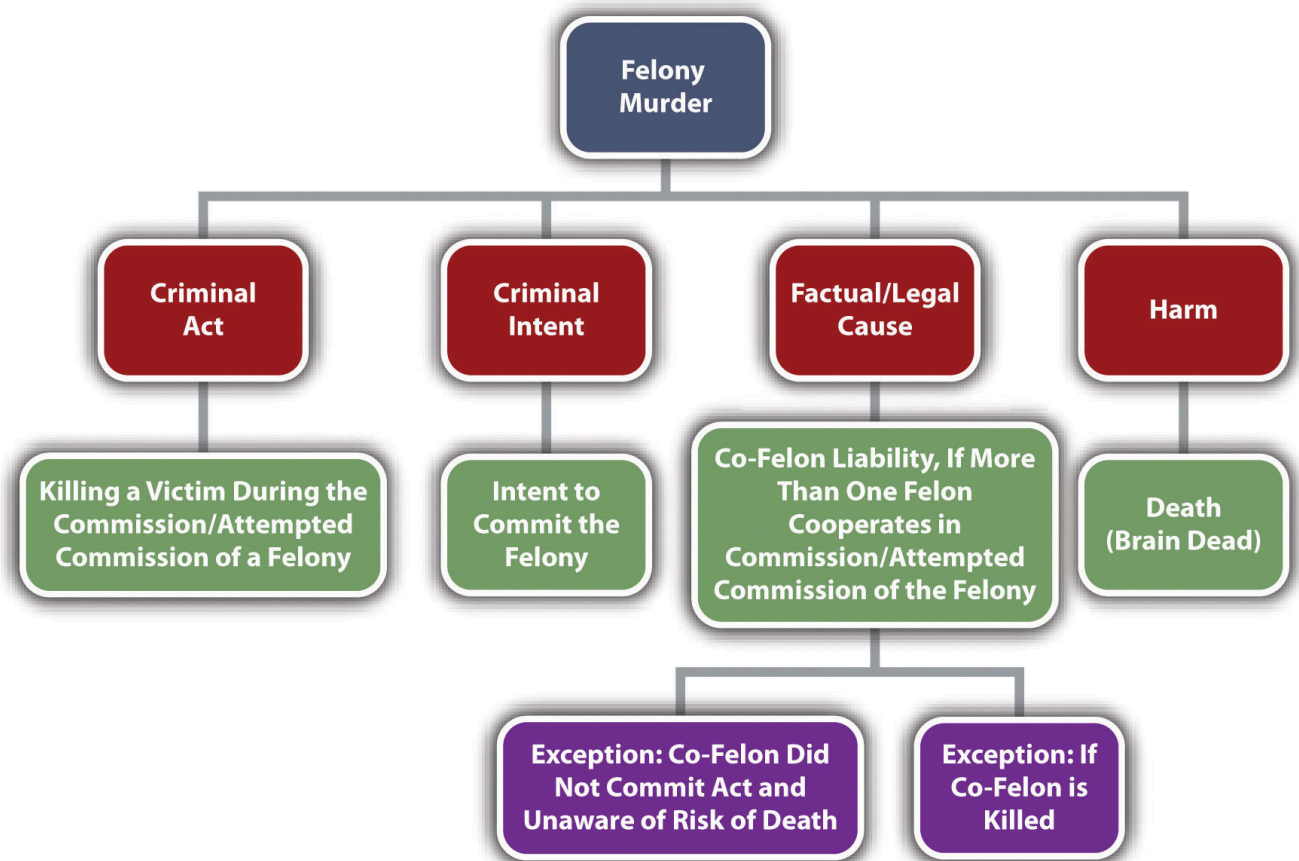 Felony
Murder
Criminal
Act
Criminal
Intent
Factual/Legal
Cause
Harm
Killing a Victim During the
Commission/Attempted
Commission of a Felony
Intent to
Commit the
Felony
Co-Felon Liability, If More
Than One Felon
Cooperates in
Commission/Attempted
Commission of the Felony
Death
(Brain Dead)
Exception: Co-Felon Did
Not Commit Act and
Unaware of Risk of Death
Exception: If
Co-Felon is
Killed